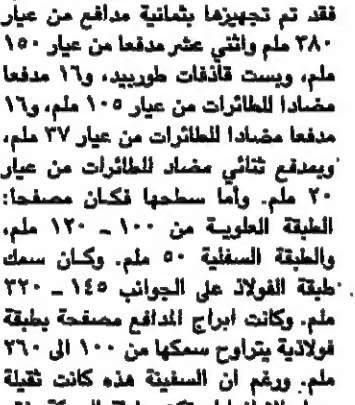 فقد تم تجهيزها بثمانية مدافع من عيار
٣٨٠ ملم واثني عشر مدفعا من عيار ١٥٠
ملم، وبست قاذفات طوربيد، و١٦ مدفعا
مضادا للطائرات من عيار ١٠٥ ملم، و١٦
مدفعا مضادا للطائرات من عيار ٣٧ ملم،
وبمدفع ثنائي مضاد للطائرات من عيار
٢٠ ملم. وأما سطحها فكان مصفحا:
الطبقة العلوية من ١٠٠ ــ ١٢٠ ملم،
والطبقة السفلية ٥٠ ملم. وكان سمك
طبقة الفولاذ على الجوانب ١٤٥ ــ ٣٢٠
ملم. وكانت ابراج المدافع مصفحة بطبقة
فولاذية يتراوح سمكها من ١٠٠ الى ٣٦٠
ملم. ورغم ان السفينة هذه كانت ثقيلة